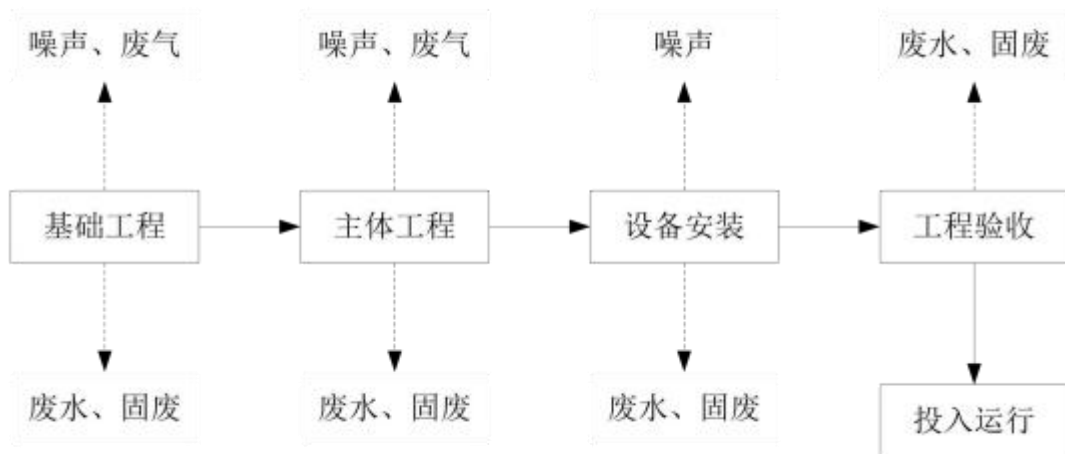 噪声、废气
噪声、废气
噪声
废水、固废
基础工程
主体工程
设备安装
工程验收
废水、固废
废水、固废
废水、固废
投入运行